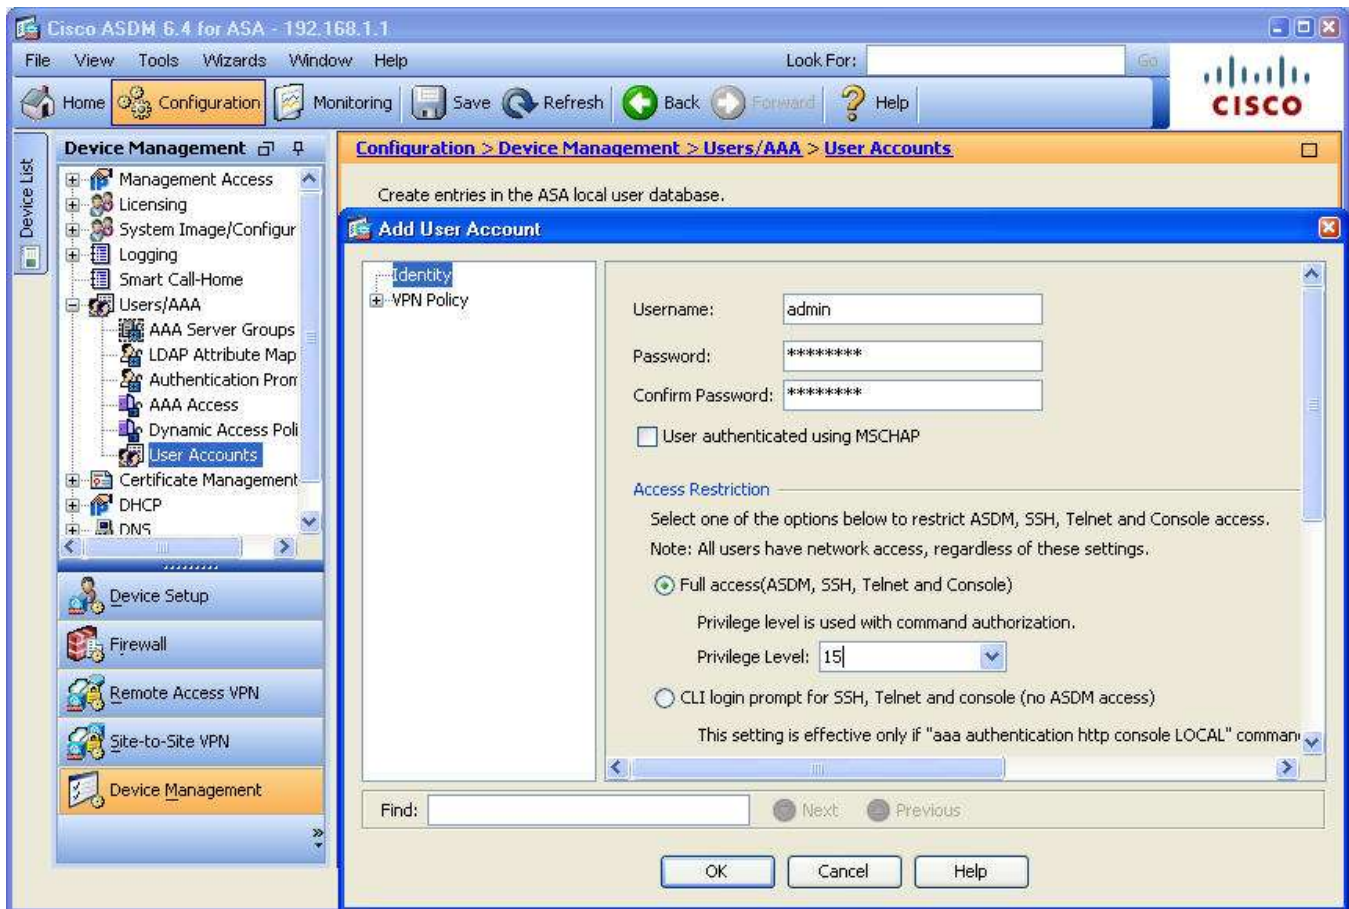 Cisco ASDM 6.4 for ASA - 192.168.1.1
File View Tools Wizards Window Help Look For: Go
Home Configuration Monitoring Save Refresh Back Forward Help
CISCO
Device List
Device Management
Management Access
Licensing
System Image/Configur
Logging
Smart Call-Home
Users/AAA
AAA Server Groups
LDAP Attribute Map
Authentication Prom
AAA Access
Dynamic Access Poli
User Accounts
Certificate Management
DHCP
DNS
Device Setup
Firewall
Remote Access VPN
Site-to-Site VPN
Device Management
Configuration > Device Management > Users/AAA > User Accounts
Create entries in the ASA local user database.
Add User Account
Identity
VPN Policy
Username: admin
Password: ********
Confirm Password: ********
User authenticated using MSCHAP
Access Restriction
Select one of the options below to restrict ASDM, SSH, Telnet and Console access.
Note: All users have network access, regardless of these settings.
Full access(ASDM, SSH, Telnet and Console)
Privilege level is used with command authorization.
Privilege Level: 15
CLI login prompt for SSH, Telnet and console (no ASDM access)
This setting is effective only if "aaa authentication http console LOCAL" comman
Find: Next Previous
OK Cancel Help